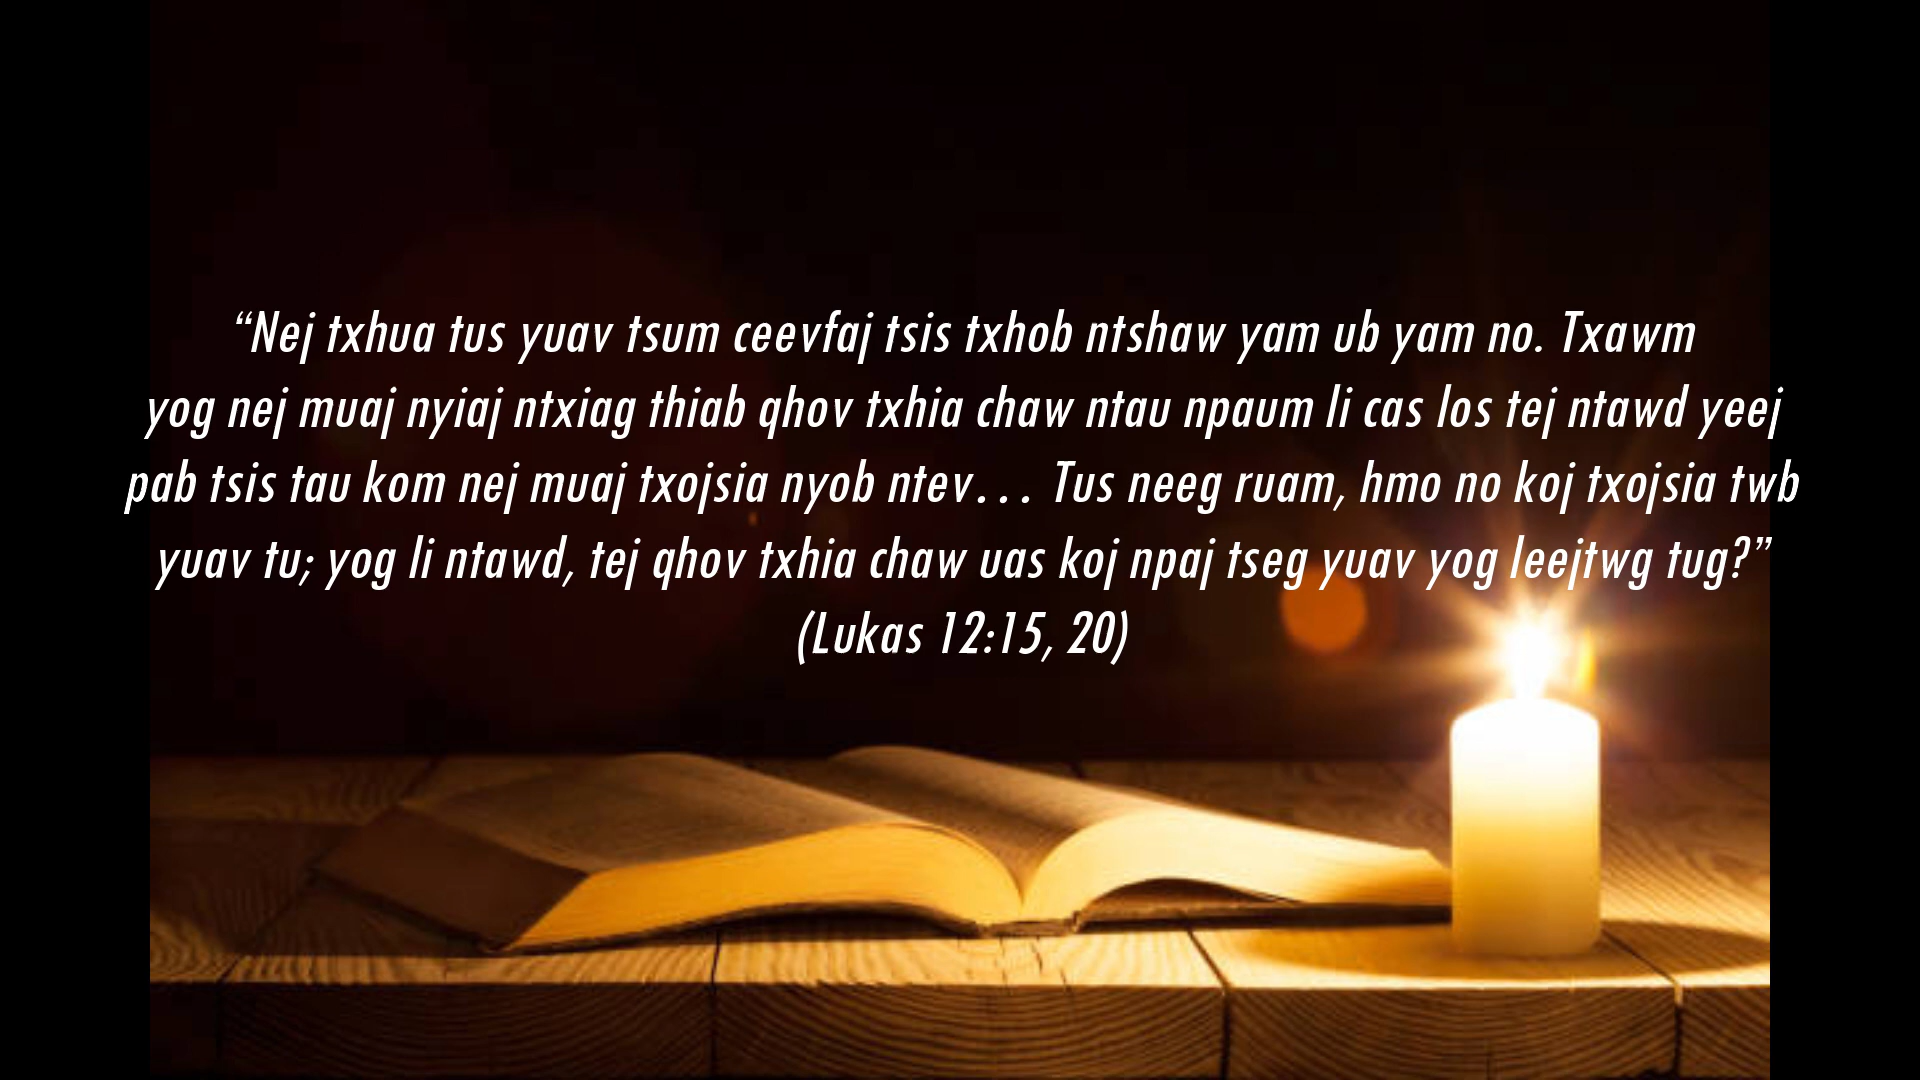 “Nej txhua tus yuav tsum ceevfaj tsis txhob ntshaw yam ub yam no. Txawm
yog nej muaj nyiaj ntxiag thiab qhov txhia chaw ntau npaum li cas los tej ntawd yeej
pab tsis tau kom nej muaj txojsia nyob ntev… Tus neeg ruam, hmo no koj txojsia twb
yuav tu; yog li ntawd, tej qhov txhia chaw uas koj npaj tseg yuav yog leejtwg tug?”
(Lukas 12:15, 20)